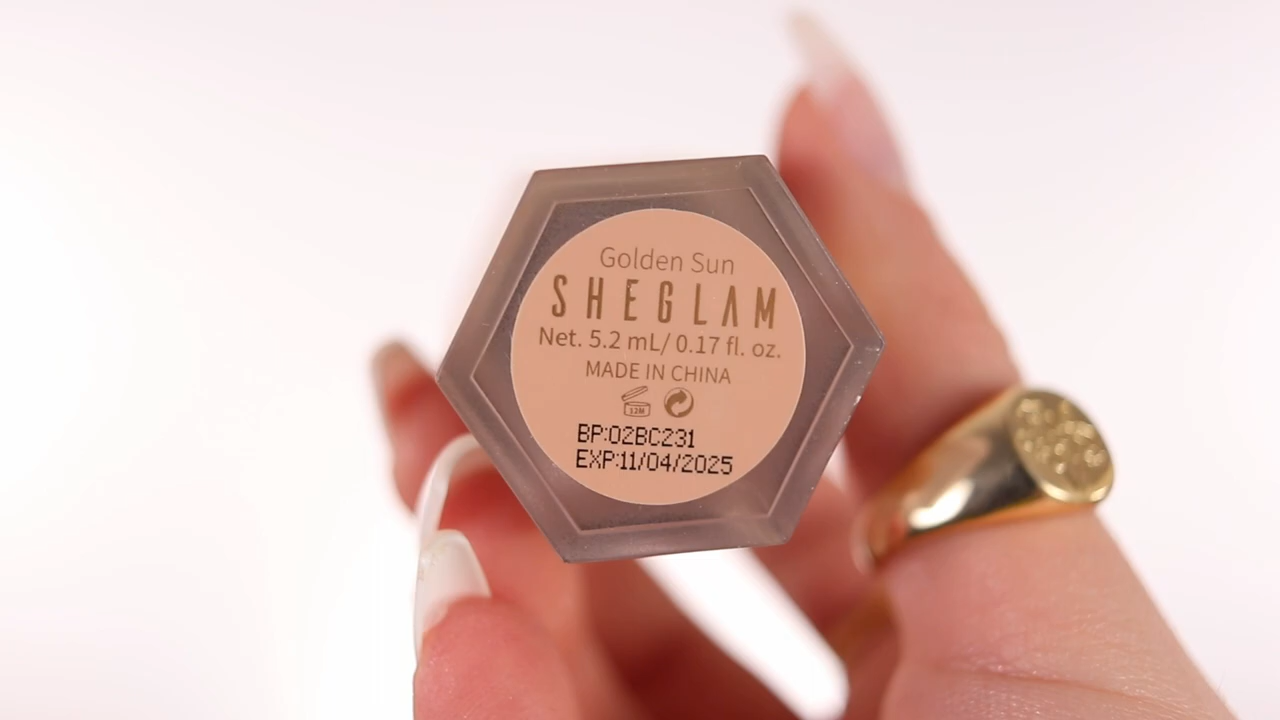 Golden Sun
SHEGLAM
Net. 5.2 mL/ 0.17 fl. oz.
MADE IN CHINA
12M
BP:02BC231
EXP:11/04/2025